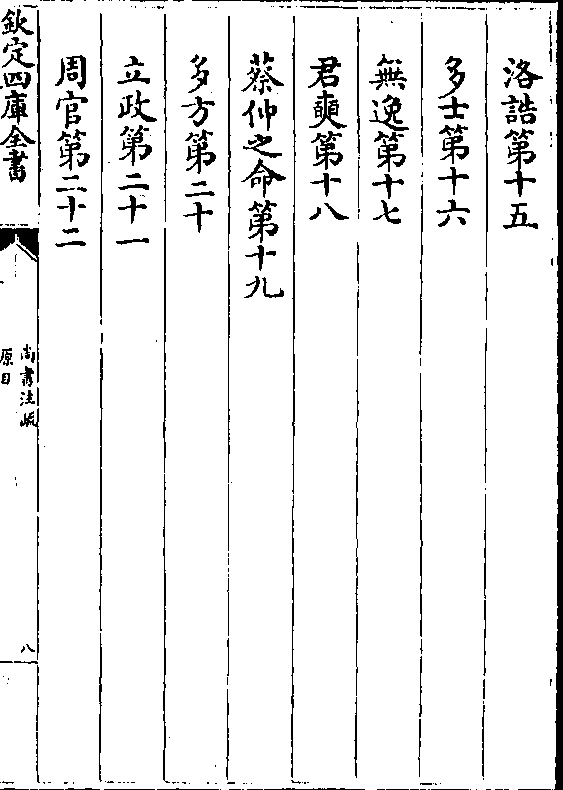 洛誥第十五
多士第十六
無逸第十七
君奭第十八
蔡仲之命第十九
多方第二十
立政第二十一
周官第二十二
欽定四庫全書
尚書注疏
原目
八